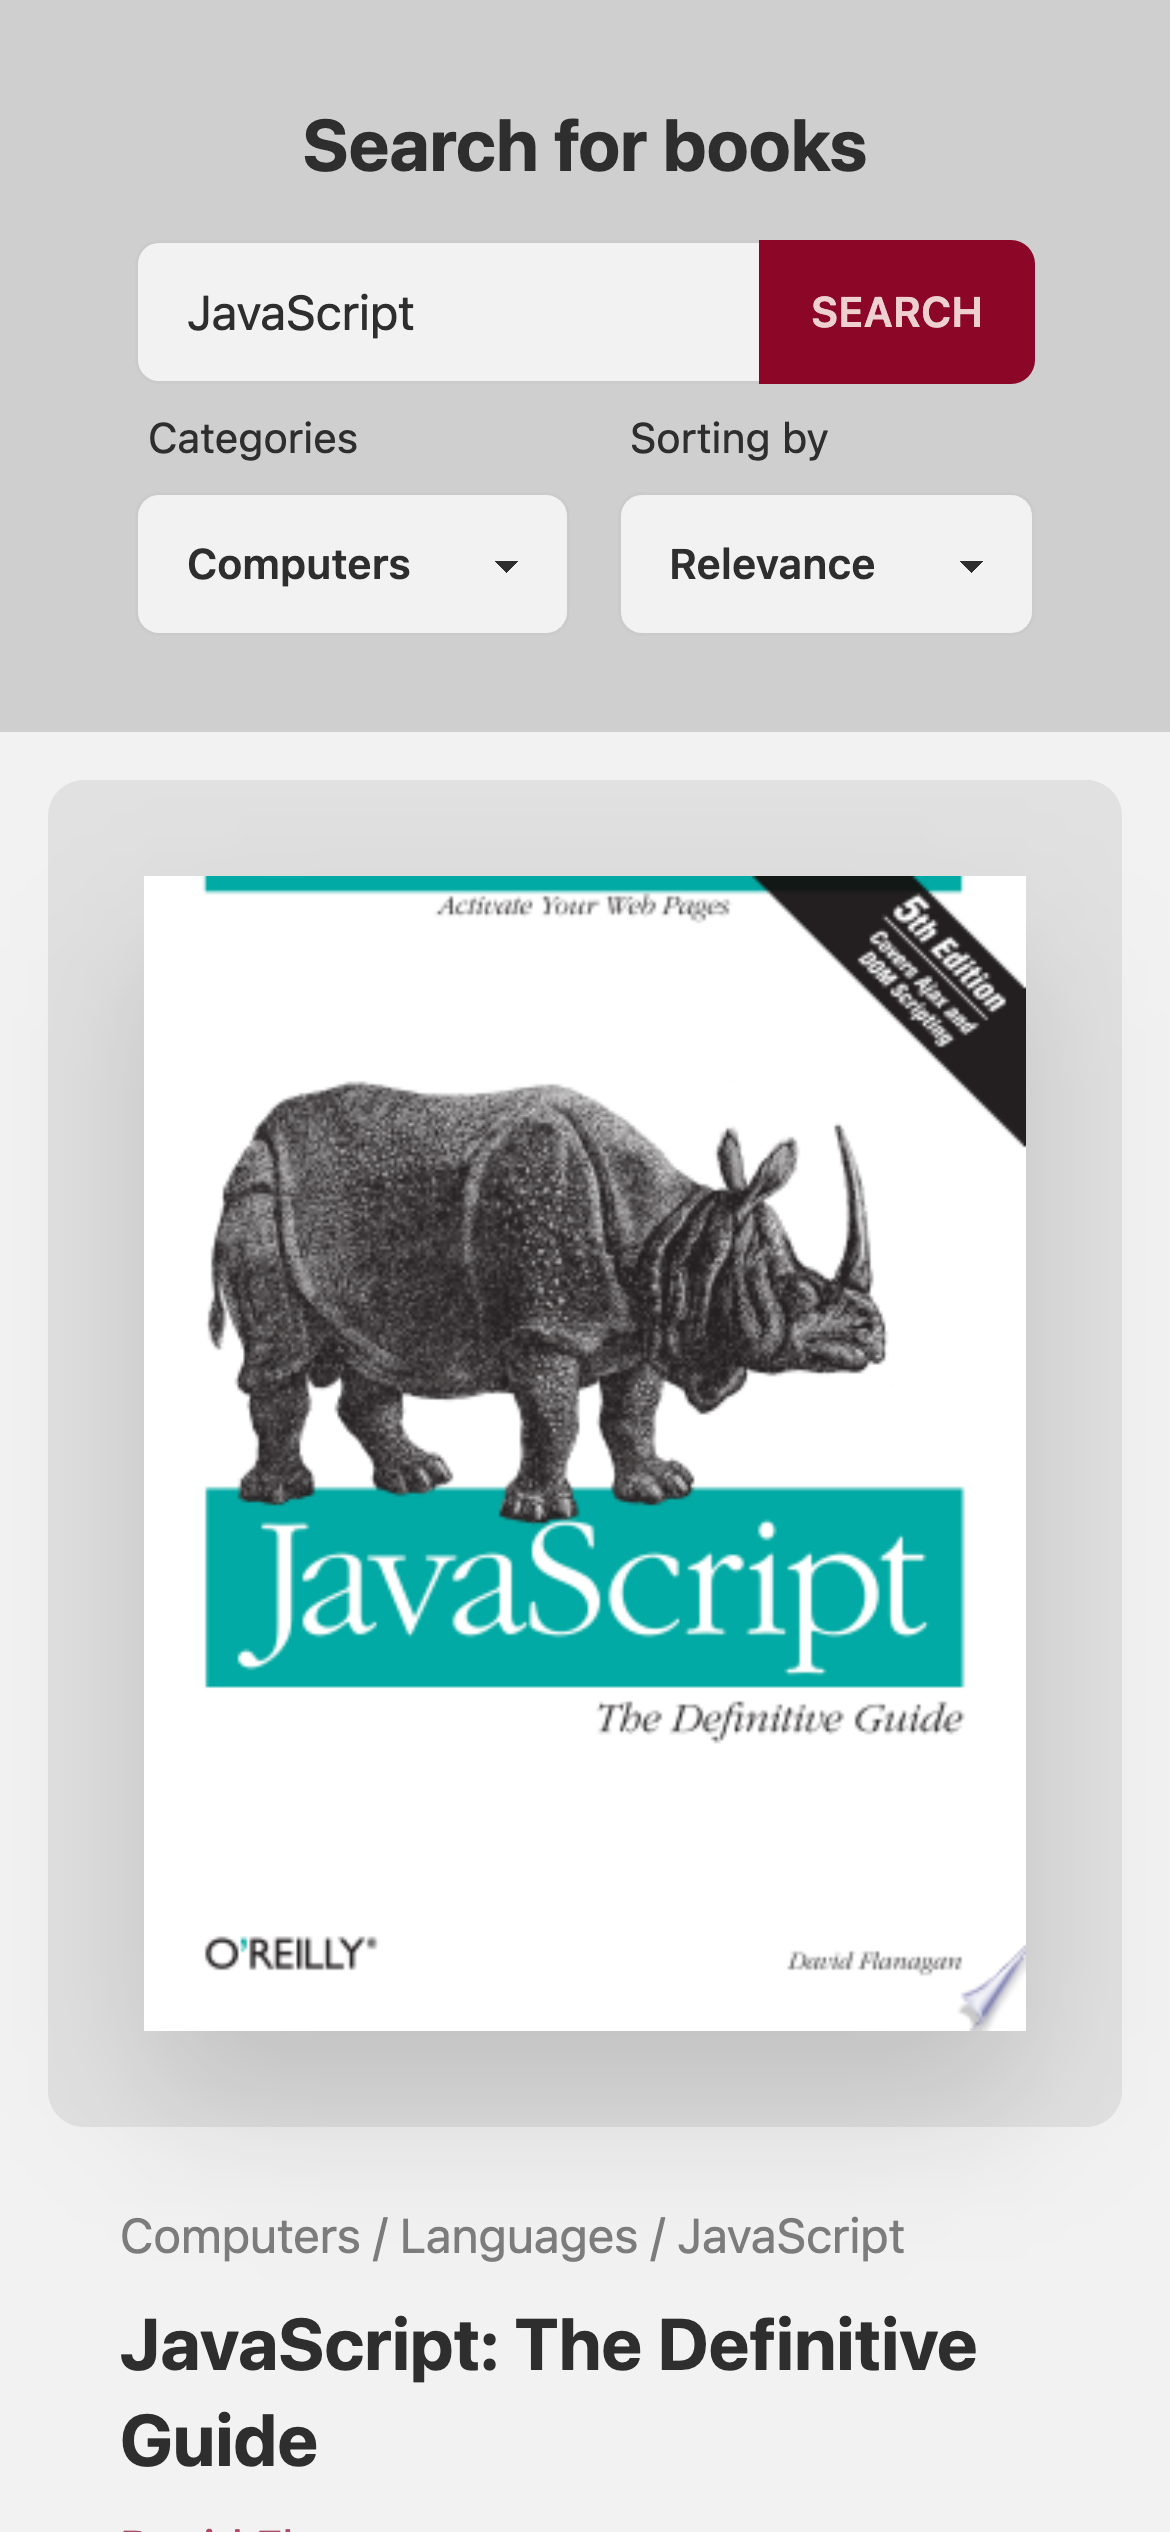 Search for books
JavaScript
SEARCH
Categories
Sorting by
Computers
Relevance
Activate Your Web Pages
5th Edition
Covers Ajax and
DOM Scripting
JavaScript
The Definitive Guide
O'REILLY®
David Flanagan
Computers / Languages / JavaScript
JavaScript: The Definitive
Guide